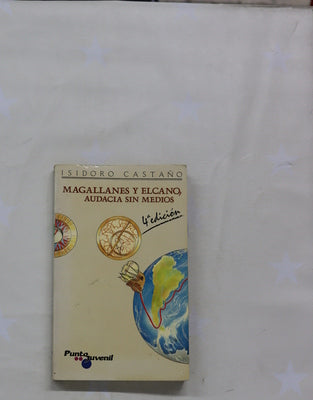 ISIDORO CASTAÑO
MAGALLANES Y ELCANO,
AUDACIA SIN MEDIOS
4ª edición
Punto
juvenil